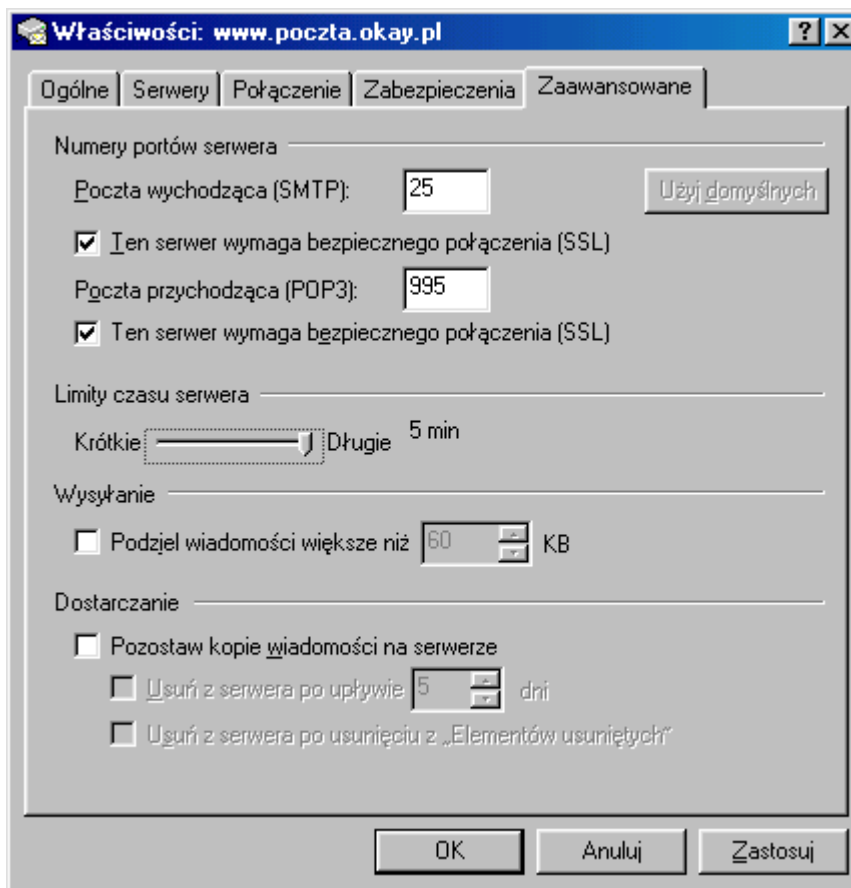 Właściwości: www.poczta.okay.pl
Ogólne Serwery Połączenie Zabezpieczenia Zaawansowane
Numery portów serwera
Poczta wychodząca (SMTP): 25 Użyj domyślnych
Ten serwer wymaga bezpiecznego połączenia (SSL)
Poczta przychodząca (POP3): 995
Ten serwer wymaga bezpiecznego połączenia (SSL)
Limity czasu serwera
Krótkie Długie 5 min
Wysyłanie
Podziel wiadomości większe niż 60 KB
Dostarczanie
Pozostaw kopie wiadomości na serwerze
Usuń z serwera po upływie 5 dni
Usuń z serwera po usunięciu z „Elementów usuniętych”
OK Anuluj Zastosuj